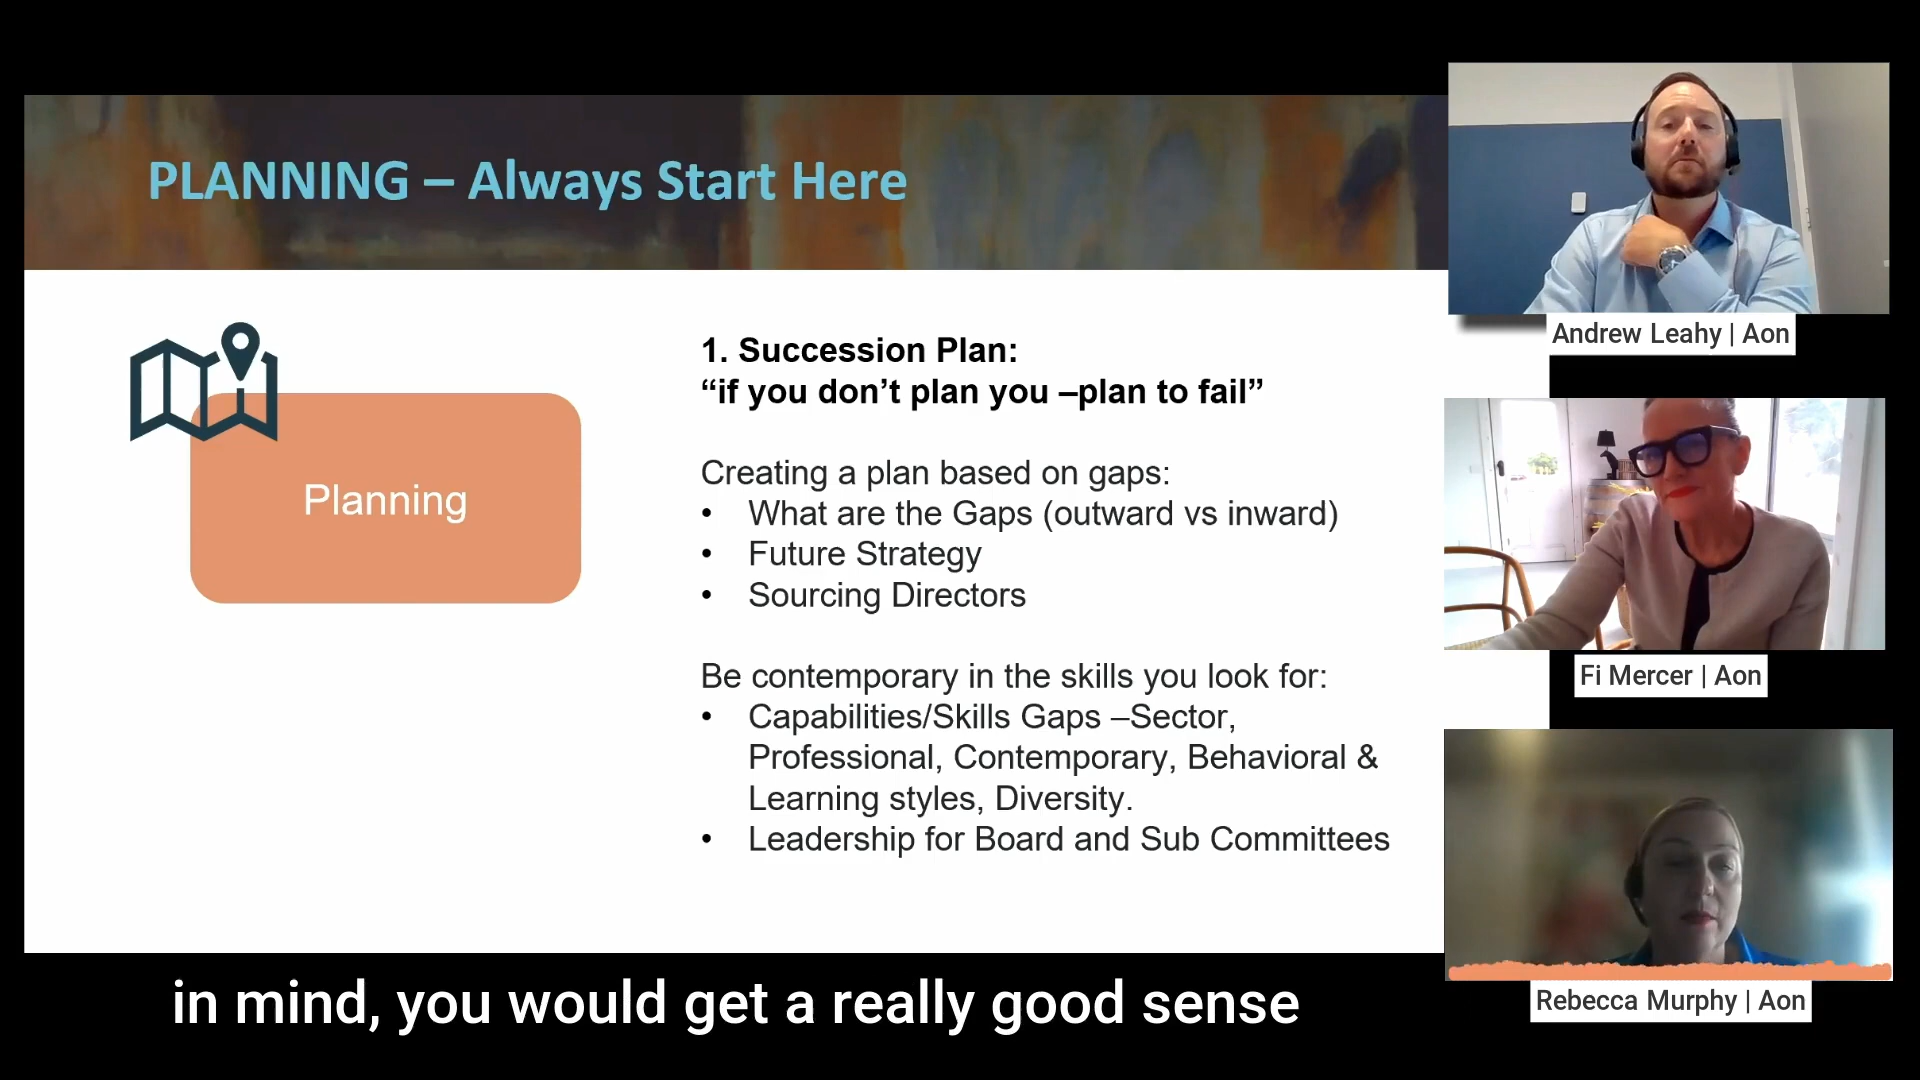 PLANNING – Always Start Here
Planning
1. Succession Plan:
“if you don’t plan you –plan to fail”
Creating a plan based on gaps:
• What are the Gaps (outward vs inward)
• Future Strategy
• Sourcing Directors
Be contemporary in the skills you look for:
• Capabilities/Skills Gaps –Sector,
Professional, Contemporary, Behavioral &
Learning styles, Diversity.
• Leadership for Board and Sub Committees
Andrew Leahy | Aon
Fi Mercer | Aon
Rebecca Murphy | Aon
in mind, you would get a really good sense